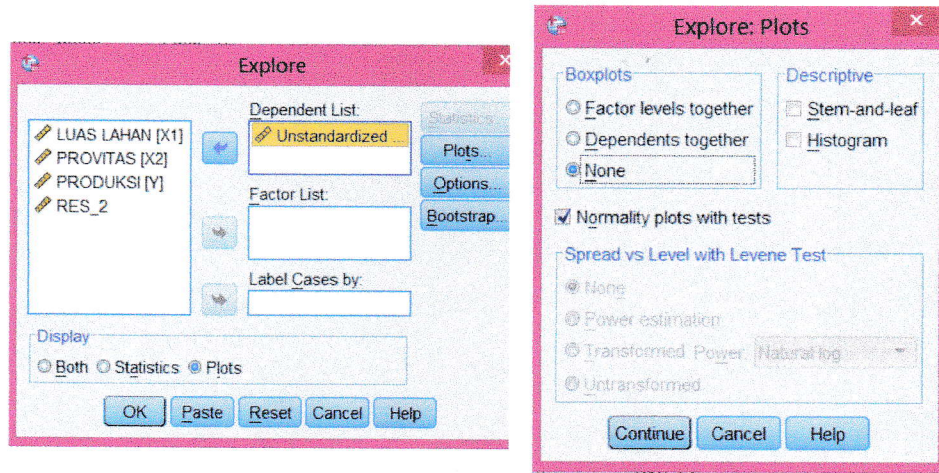 Explore
Dependent List:
LUAS LAHAN [X1]
PROVITAS [X2]
PRODUKSI [Y]
RES_2
Unstandardized ...
Statistics...
Plots...
Options...
Bootstrap...
Factor List:
Label Cases by:
Display
Both Statistics Plots
OK Paste Reset Cancel Help
Explore: Plots
Boxplots
Factor levels together
Dependents together
None
Descriptive
Stem-and-leaf
Histogram
Normality plots with tests
Spread vs Level with Levene Test
None
Power estimation
Transformed Power: Natural log
Untransformed
Continue Cancel Help